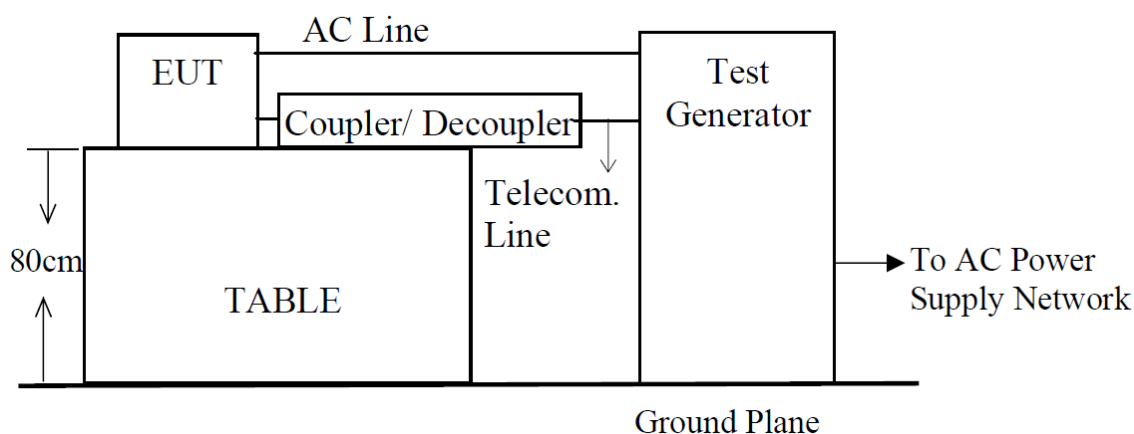 AC Line
EUT
Test
Generator
Coupler/ Decoupler
Telecom.
Line
80cm
TABLE
To AC Power
Supply Network
Ground Plane